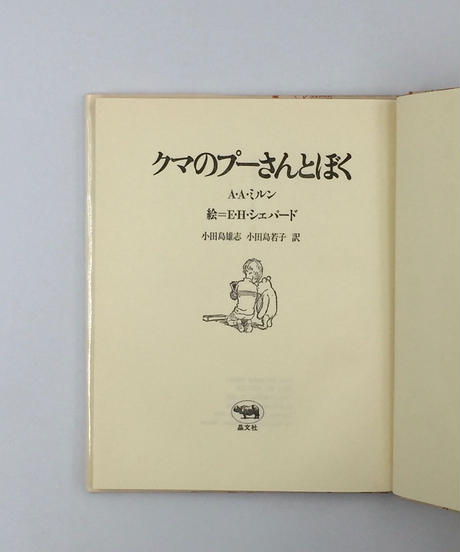 クマのプーさんとぼく
A・A・ミルン
絵=E・H・シェパード
小田島雄志 小田島若子 訳
晶文社